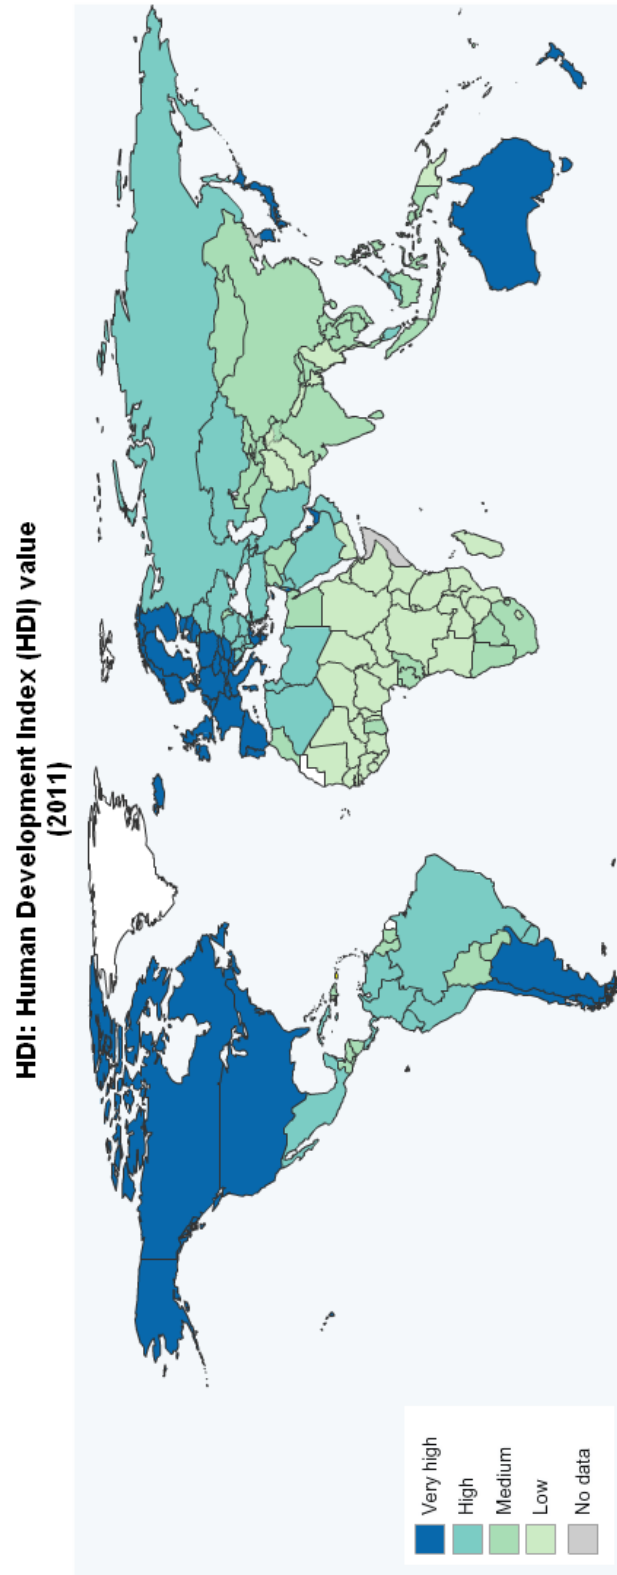 HDI: Human Development Index (HDI) value
(2011)
Very high
High
Medium
Low
No data